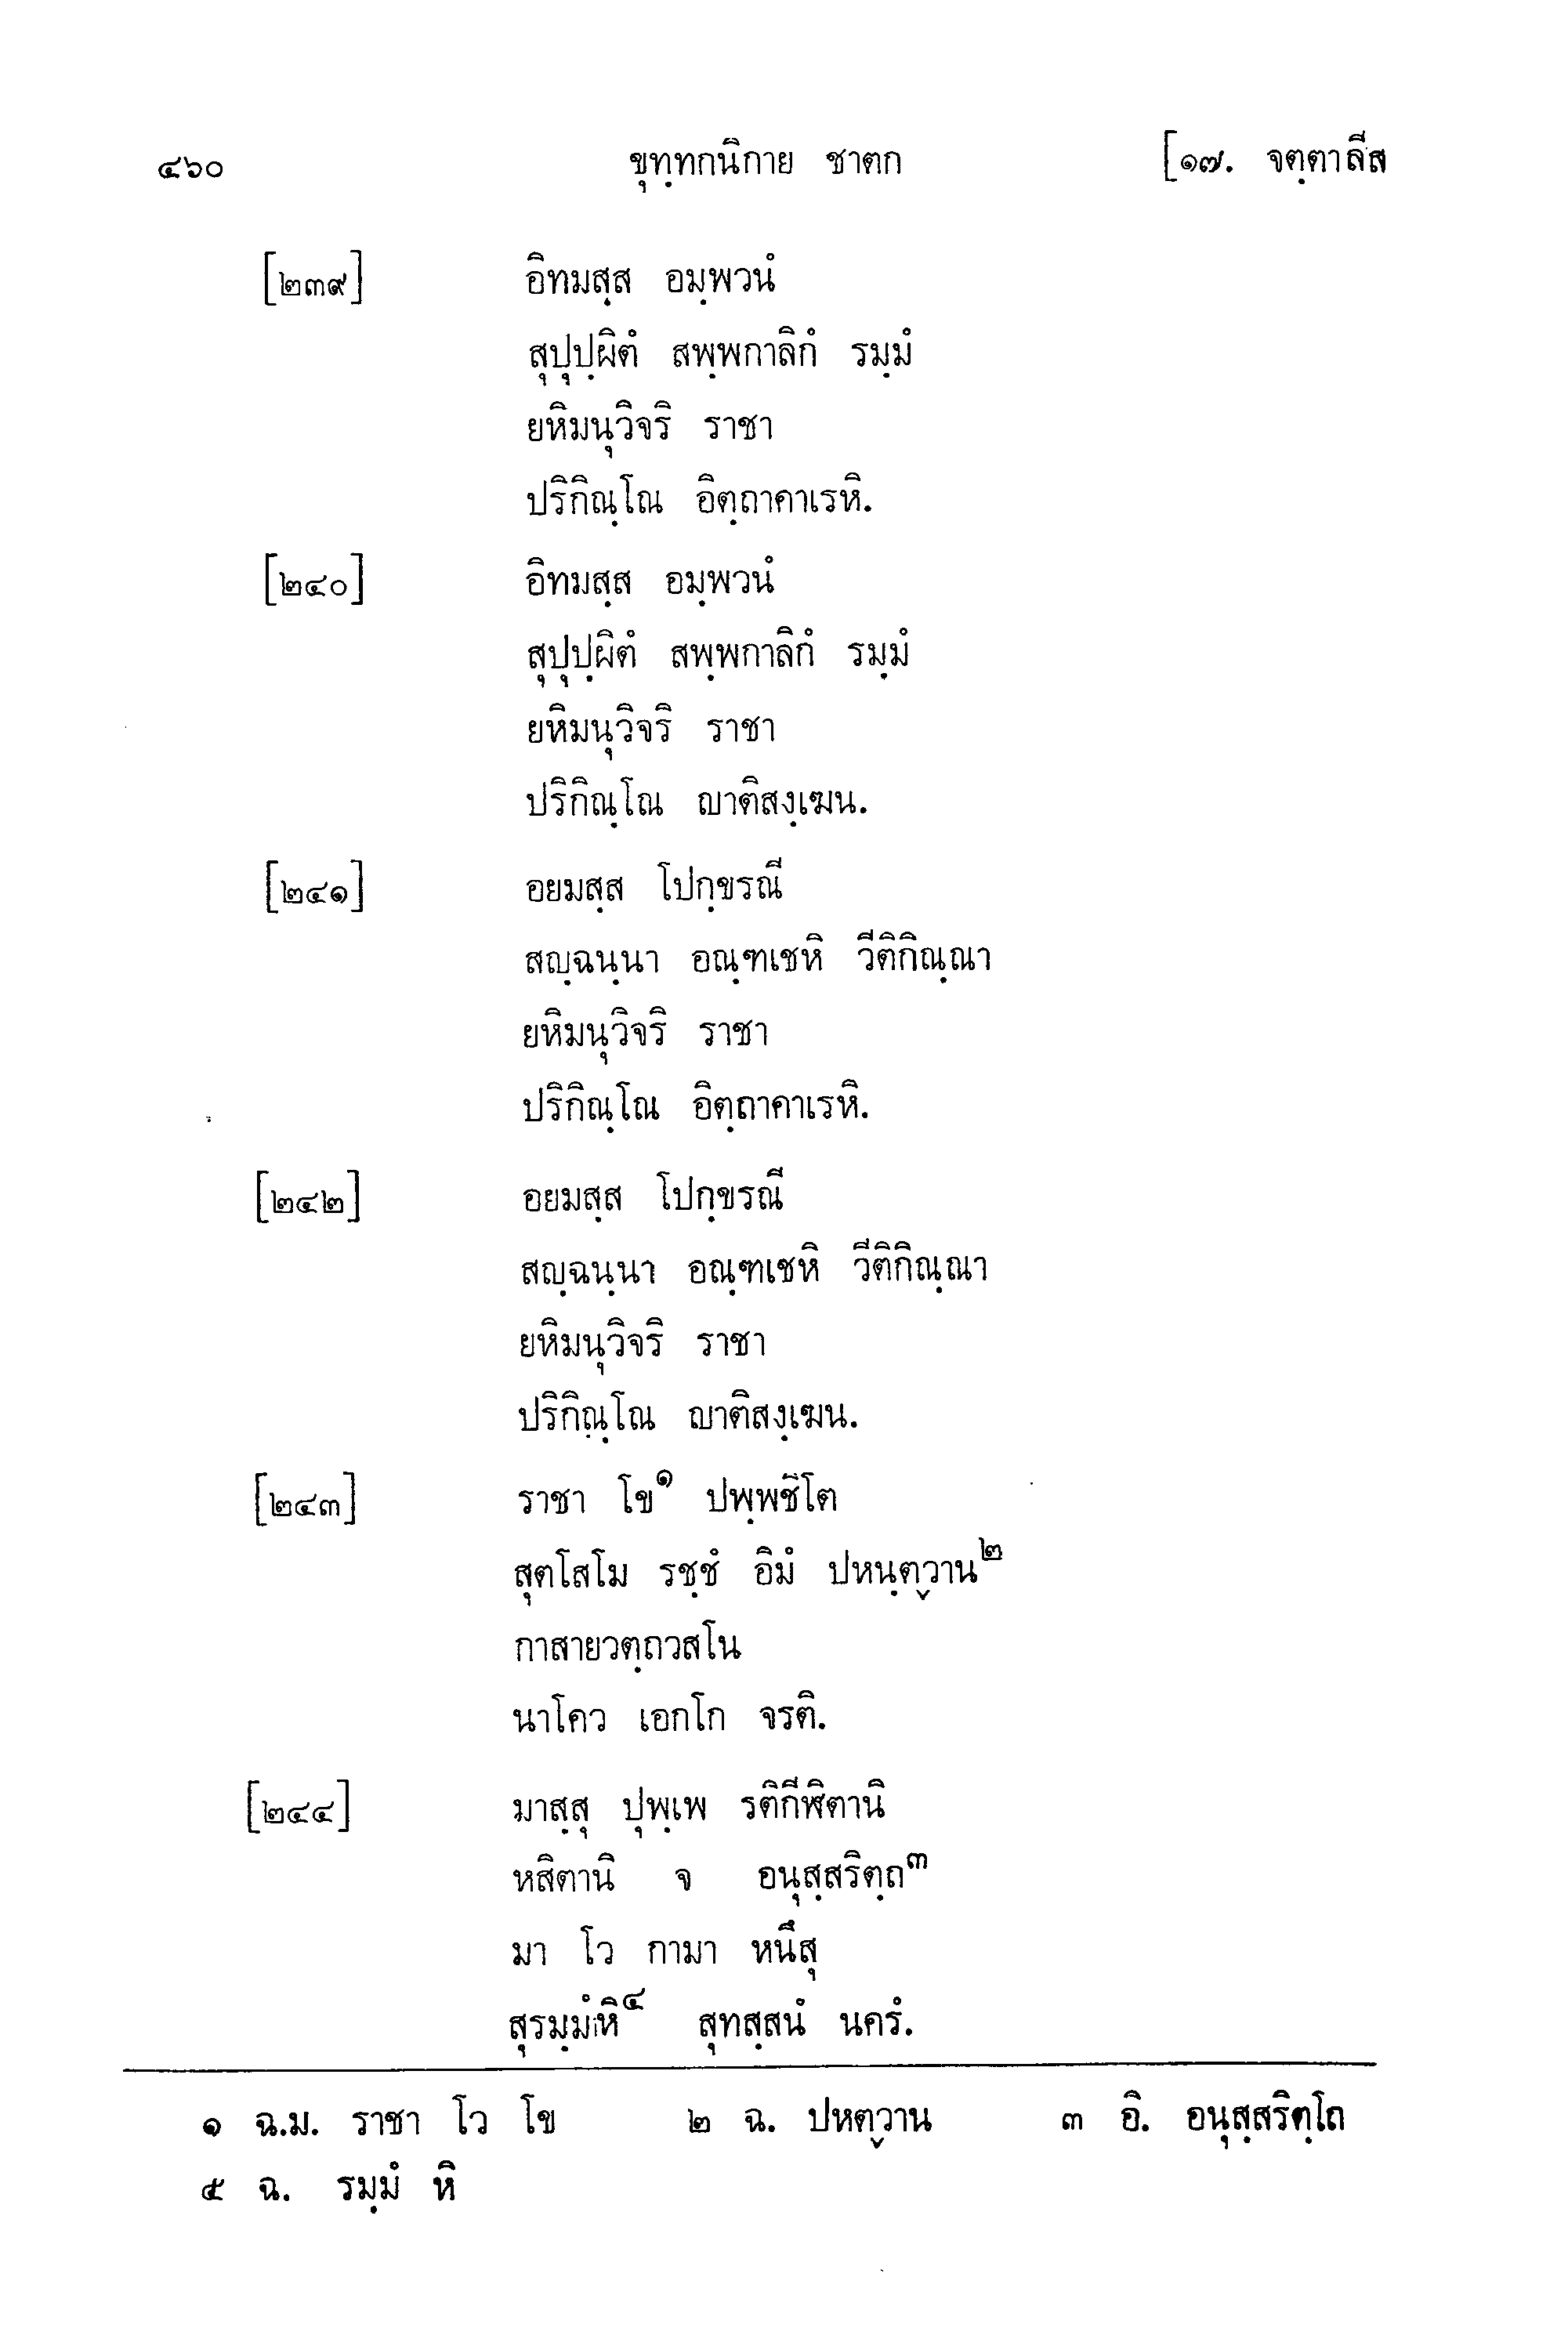 ๔๖๐ ขุทฺทกนิกาย ชาตก [๑๗. จตฺตาลีส
[๒๓๙] อิทมสฺส อมฺพวนํ
สุปุปฺผิตํ สพฺพกาลิกํ รมฺมํ
ยหิมนุวิจริ ราชา
ปริกิณฺโณ อิตฺถาคาเรหิ.
[๒๔๐] อิทมสฺส อมฺพวนํ
สุปุปฺผิตํ สพฺพกาลิกํ รมฺมํ
ยหิมนุวิจริ ราชา
ปริกิณฺโณ ญาติสงฺเฆน.
[๒๔๑] อยมสฺส โปกฺขรณี
สญฺฉนฺนา อณฺฑเชหิ วีติกิณฺณา
ยหิมนุวิจริ ราชา
ปริกิณฺโณ อิตฺถาคาเรหิ.
[๒๔๒] อยมสฺส โปกฺขรณี
สญฺฉนฺนา อณฺฑเชหิ วีติกิณฺณา
ยหิมนุวิจริ ราชา
ปริกิณฺโณ ญาติสงฺเฆน.
[๒๔๓] ราชา โข๑ ปพฺพชิโต
สุตโสโม รชฺชํ อิมํ ปหนฺตฺวาน๒
กาสายวตฺถวสโน
นาโคว เอกโก จรติ.
[๒๔๔] มาสฺสุ ปุพฺเพ รติกีฬิตานิ
หสิตานิ จ อนุสฺสริตฺถ๓
มา โว กามา หนึสุ
สุรมฺมํหิ๔ สุทสฺสนํ นครํ.
๑ ฉ.ม. ราชา โว โข ๒ ฉ. ปหตฺวาน ๓ อิ. อนุสฺสริตฺโถ
๕ ฉ. รมฺมํ หิ